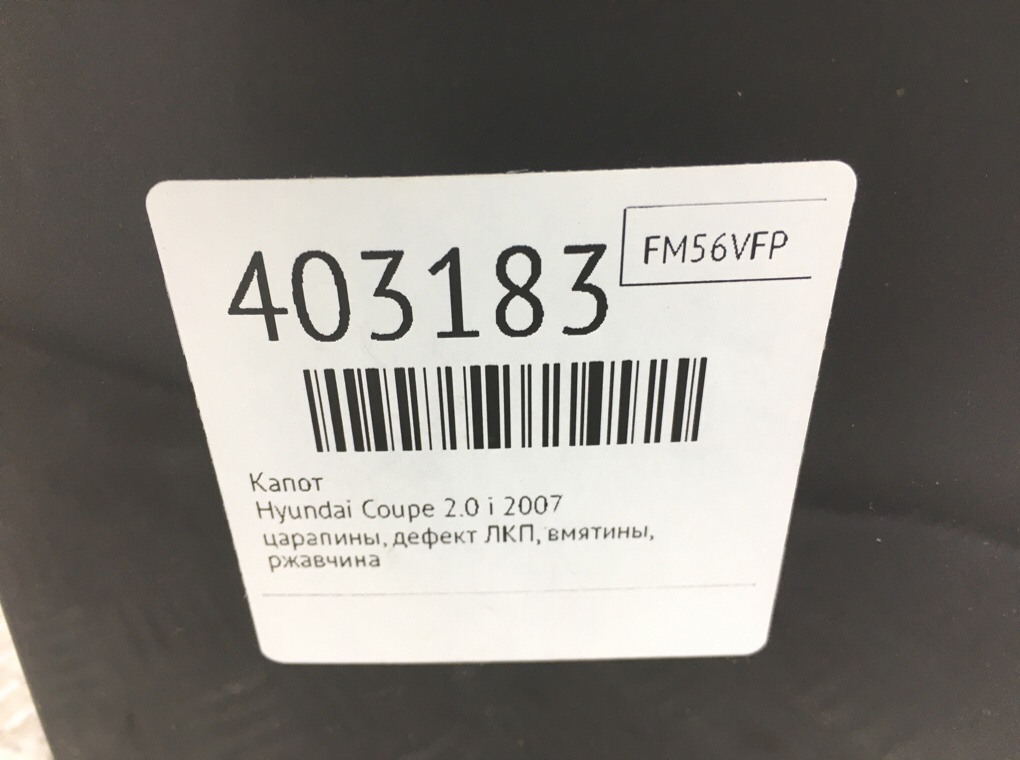 403183
FM56VFP
Капот
Hyundai Coupe 2.0 i 2007
царапины, дефект ЛКП, вмятины,
ржавчина